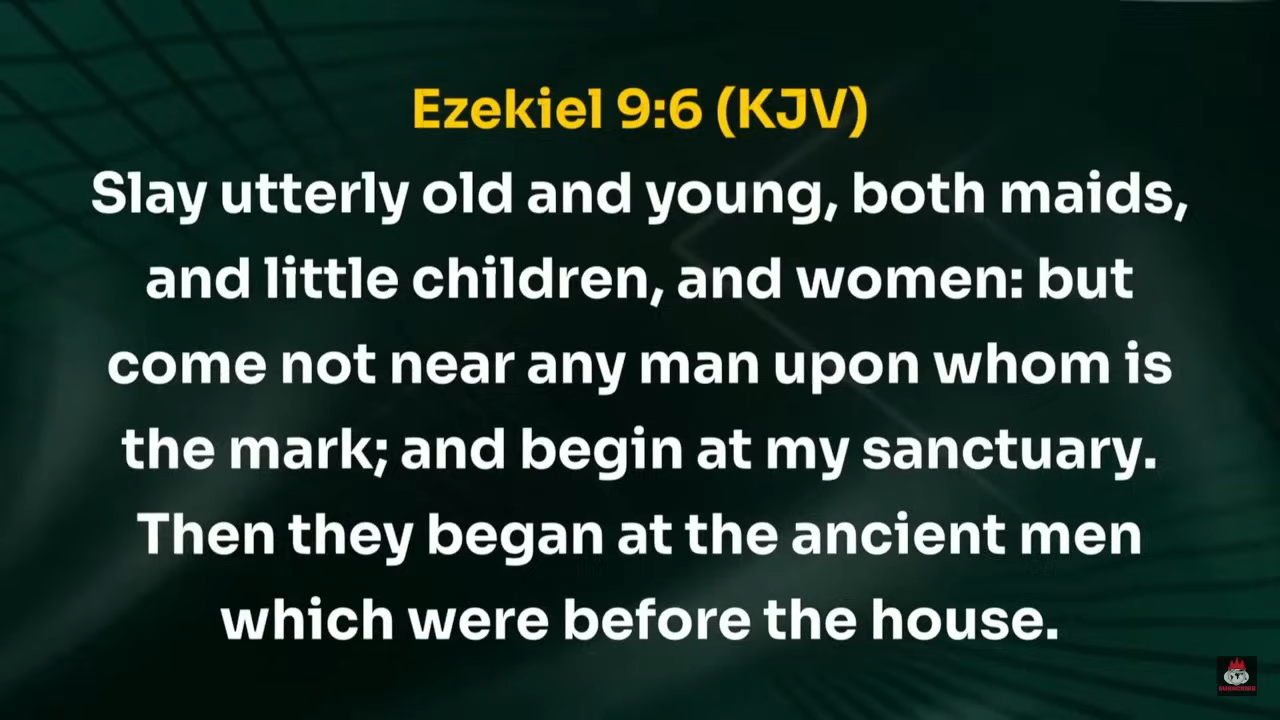 Ezekiel 9:6 (KJV)
Slay utterly old and young, both maids,
and little children, and women: but
come not near any man upon whom is
the mark; and begin at my sanctuary.
Then they began at the ancient men
which were before the house.
SUBSCRIBE